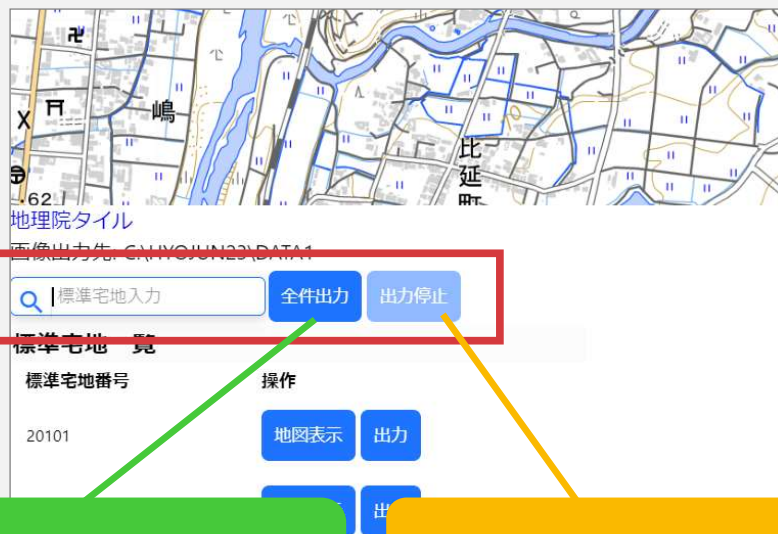 嶋
比延町
.62
地理院タイル
画像出力先: C:\HYOJUN23\DATA1
標準宅地入力 全件出力 出力停止
標準宅地一覧
標準宅地番号 操作
20101 地図表示 出力